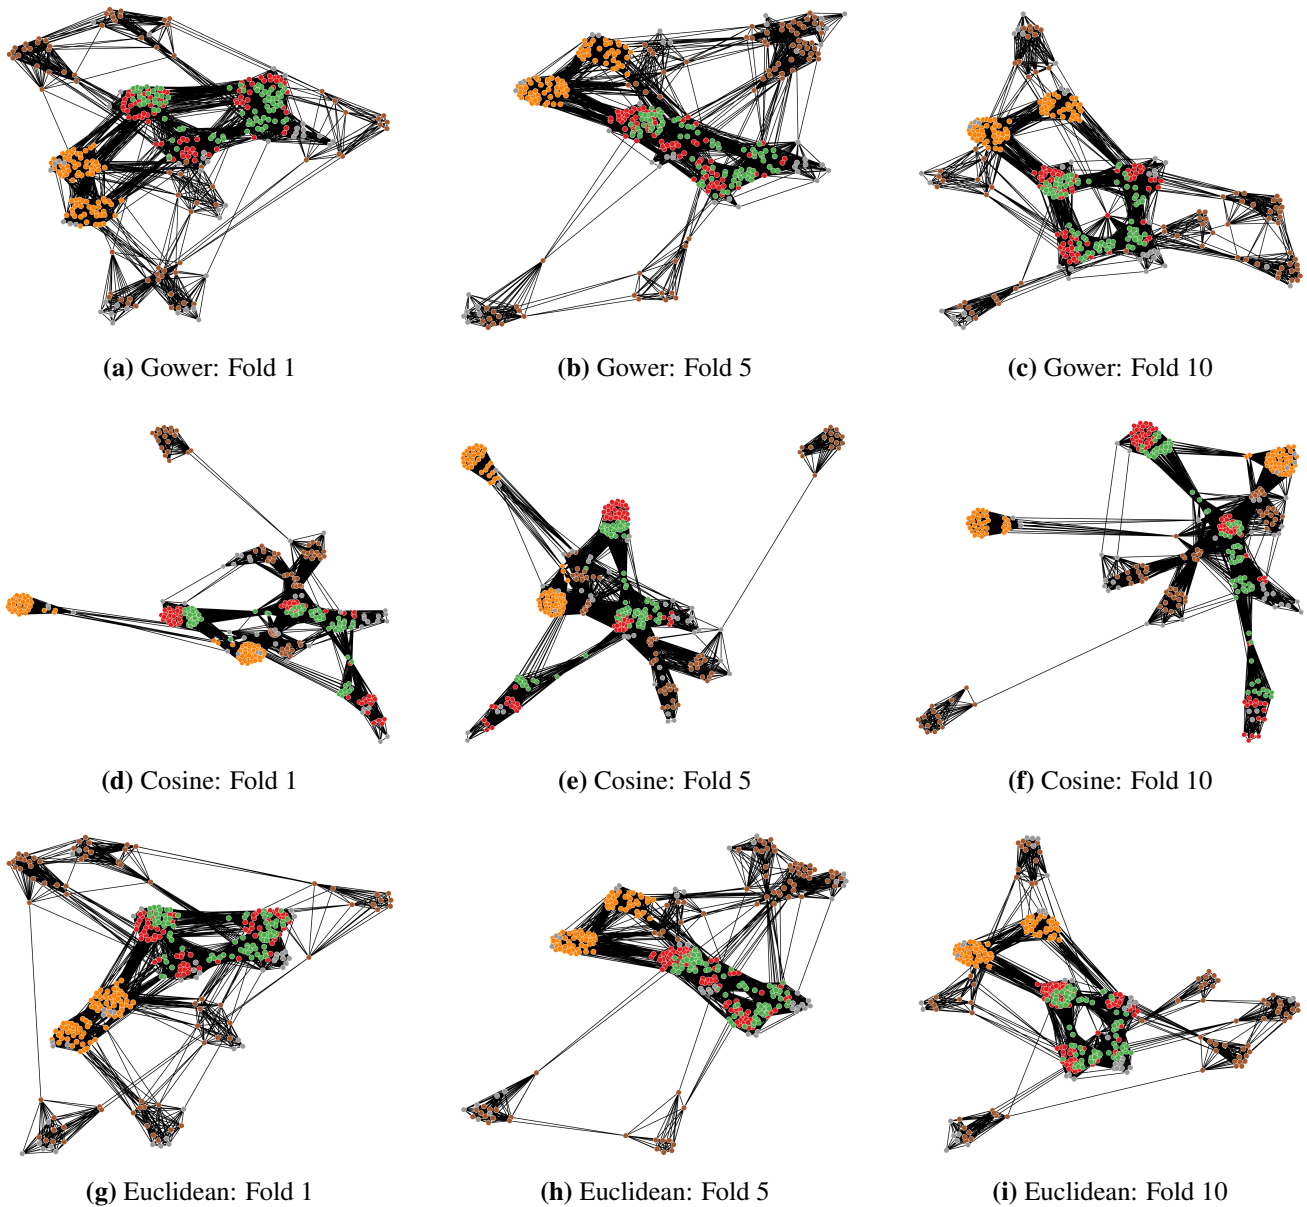 (a) Gower: Fold 1
(b) Gower: Fold 5
(c) Gower: Fold 10
(d) Cosine: Fold 1
(e) Cosine: Fold 5
(f) Cosine: Fold 10
(g) Euclidean: Fold 1
(h) Euclidean: Fold 5
(i) Euclidean: Fold 10